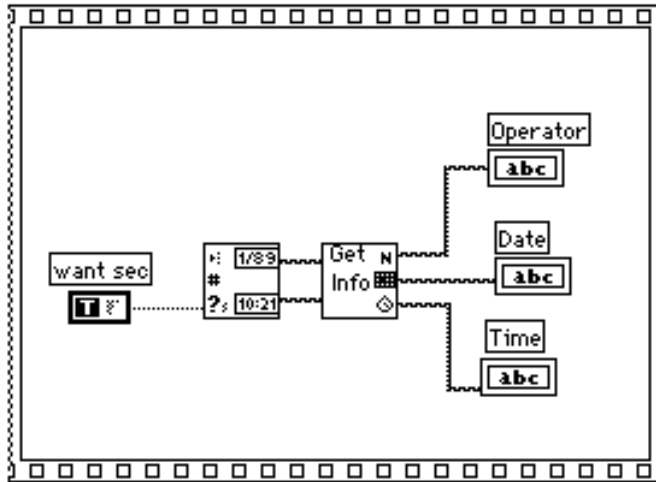 Operator
abc
Date
abc
Time
abc
want sec
T F
1/89
#
?s 10:21
Get N
Info